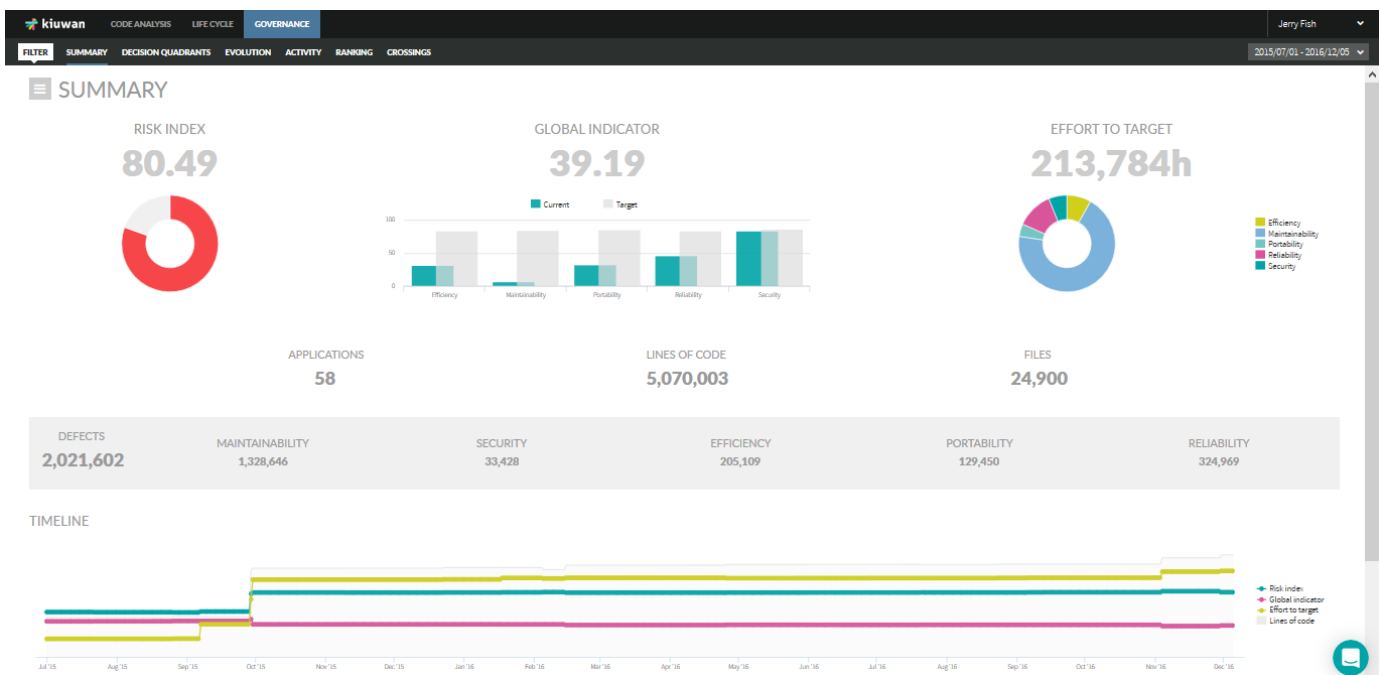 kiuwan CODE ANALYSIS LIFE CYCLE GOVERNANCE Jerry Fish
FILTER SUMMARY DECISION QUADRANTS EVOLUTION ACTIVITY RANKING CROSSINGS 2015/07/01 - 2016/12/05
SUMMARY
RISK INDEX GLOBAL INDICATOR EFFORT TO TARGET
80.49 39.19 213,784h
Current Target
100
50
0
Efficiency Maintainability Portability Reliability Security
Efficiency
Maintainability
Portability
Reliability
Security
APPLICATIONS LINES OF CODE FILES
58 5,070,003 24,900
DEFECTS MAINTAINABILITY SECURITY EFFICIENCY PORTABILITY RELIABILITY
2,021,602 1,328,646 33,428 205,109 129,450 324,969
TIMELINE
Risk index
Global indicator
Effort to target
Lines of code
Jul '15 Aug '15 Sep '15 Oct '15 Nov '15 Dec '15 Jan '16 Feb '16 Mar '16 Apr '16 May '16 Jun '16 Jul '16 Aug '16 Sep '16 Oct '16 Nov '16 Dec '16